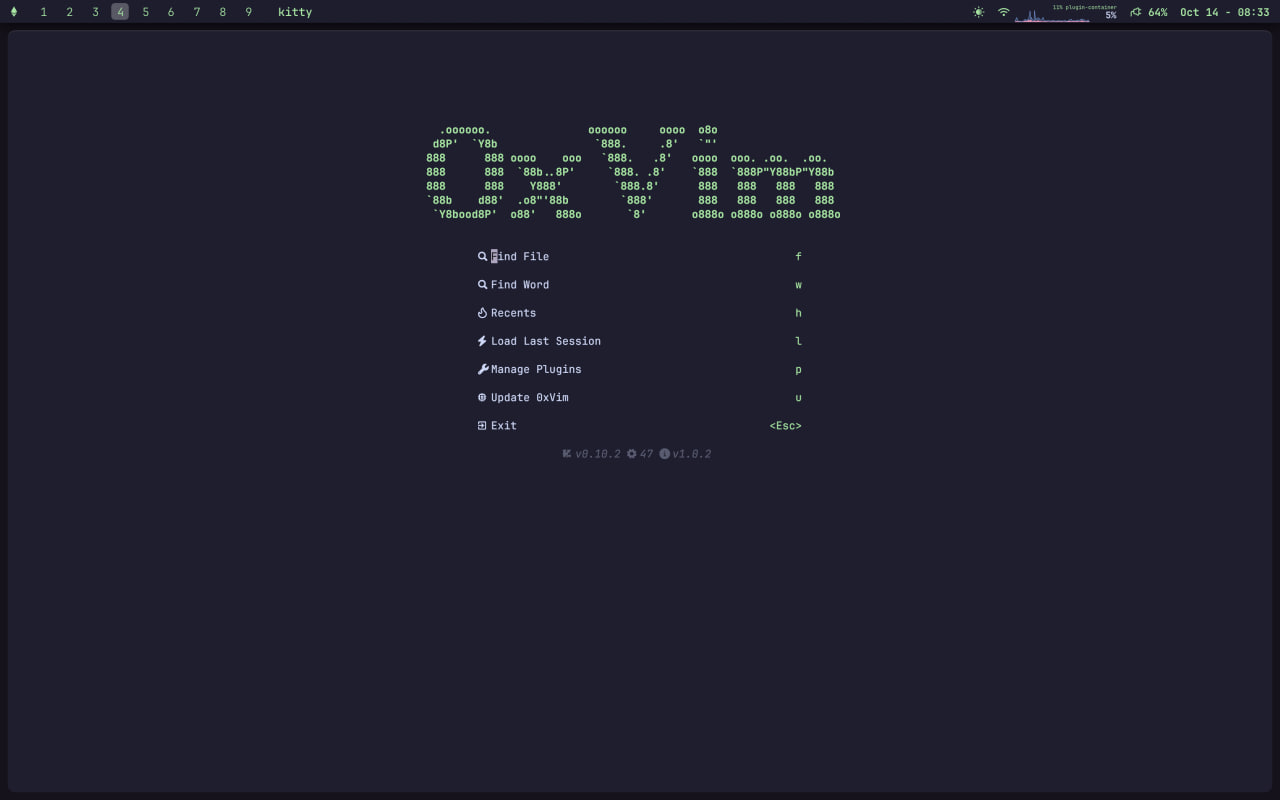 1 2 3 4 5 6 7 8 9 kitty 11% plugin-container 5% 64% Oct 14 - 08:33
  .oooooo.               oooooo     oooo  o8o
 d8P'  `Y8b               `888.     .8'   `"'
888      888 oooo    ooo   `888.   .8'   oooo  ooo. .oo.  .oo.
888      888  `88b..8P'     `888. .8'    `888  `888P"Y88bP"Y88b
888      888    Y888'        `888.8'      888   888   888   888
`88b    d88'  .o8"'88b        `888'       888   888   888   888
 `Y8bood8P'  o88'   888o       `8'       o888o o888o o888o o888o
Find File f
Find Word w
Recents h
Load Last Session l
Manage Plugins p
Update 0xVim u
Exit <Esc>
v0.10.2 47 v1.0.2